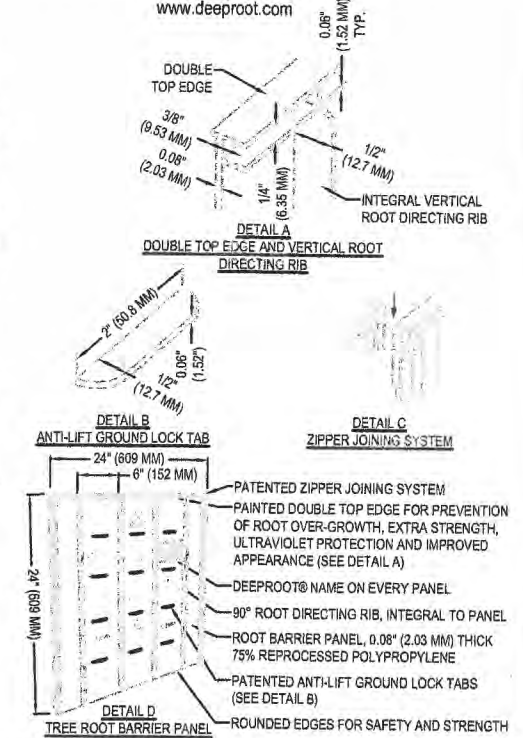 www.deeproot.com
0.06"
(1.52 MM)
TYP.
DOUBLE
TOP EDGE
3/8"
(9.53 MM)
0.08"
(2.03 MM)
1/4"
(6.35 MM)
1/2"
(12.7 MM)
INTEGRAL VERTICAL
ROOT DIRECTING RIB
DETAIL A
DOUBLE TOP EDGE AND VERTICAL ROOT
DIRECTING RIB
2" (50.8 MM)
1/2"
(12.7 MM)
0.06"
(1.52")
DETAIL B
ANTI-LIFT GROUND LOCK TAB
DETAIL C
ZIPPER JOINING SYSTEM
24" (609 MM)
6" (152 MM)
24" (609 MM)
PATENTED ZIPPER JOINING SYSTEM
PAINTED DOUBLE TOP EDGE FOR PREVENTION
OF ROOT OVER-GROWTH, EXTRA STRENGTH,
ULTRAVIOLET PROTECTION AND IMPROVED
APPEARANCE (SEE DETAIL A)
DEEPROOT® NAME ON EVERY PANEL
90° ROOT DIRECTING RIB, INTEGRAL TO PANEL
ROOT BARRIER PANEL, 0.08" (2.03 MM) THICK
75% REPROCESSED POLYPROPYLENE
PATENTED ANTI-LIFT GROUND LOCK TABS
(SEE DETAIL B)
ROUNDED EDGES FOR SAFETY AND STRENGTH
DETAIL D
TREE ROOT BARRIER PANEL